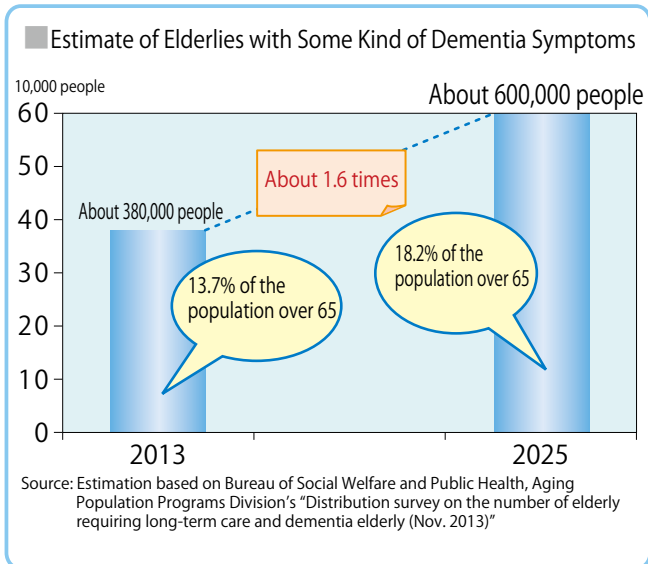 Estimate of Elderlies with Some Kind of Dementia Symptoms
10,000 people
About 600,000 people
60
50
About 1.6 times
40
About 380,000 people
30
13.7% of the
population over 65
18.2% of the
population over 65
20
10
0
2013
2025
Source: Estimation based on Bureau of Social Welfare and Public Health, Aging
Population Programs Division's “Distribution survey on the number of elderly
requiring long-term care and dementia elderly (Nov. 2013)”